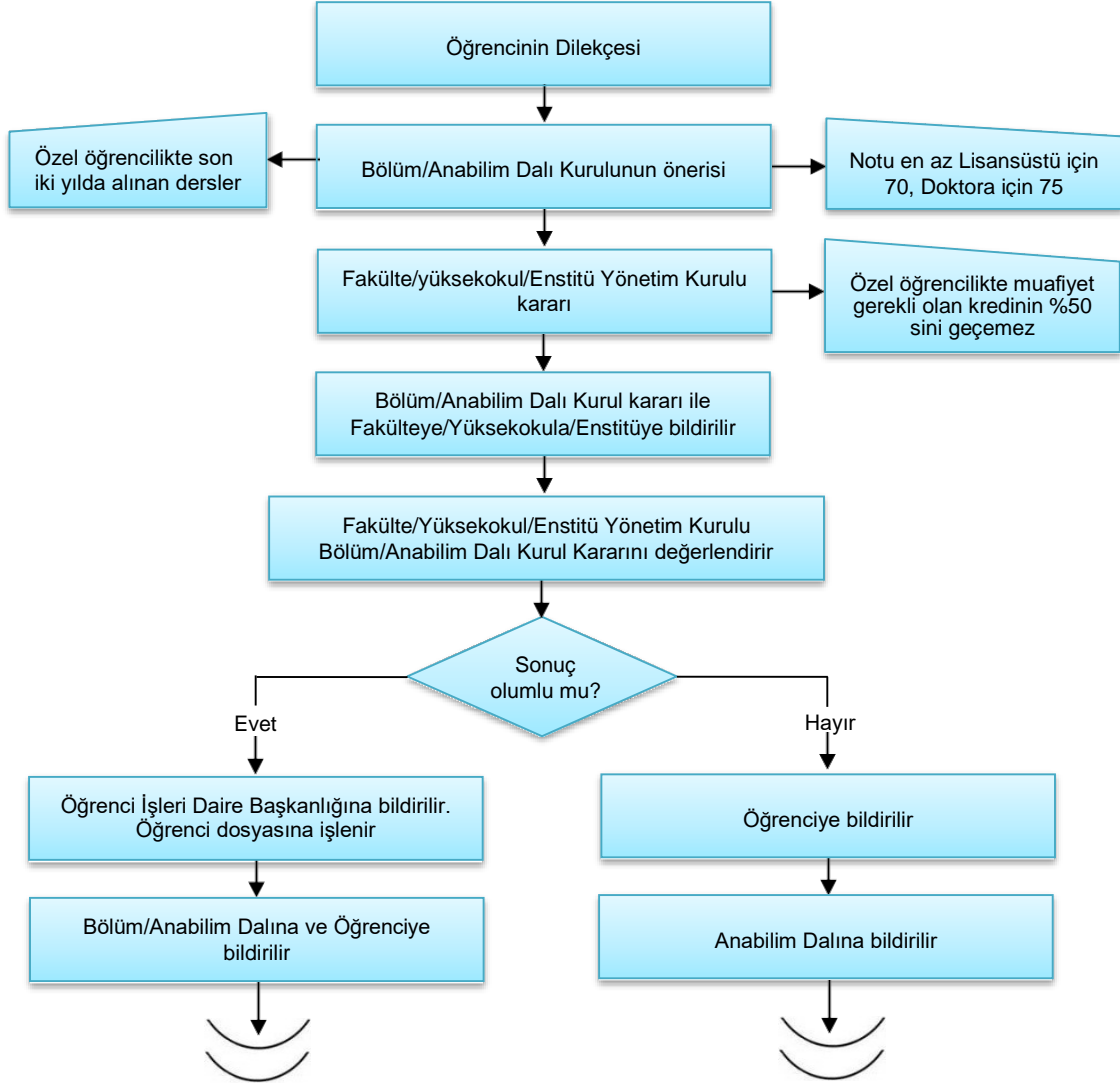 Öğrencinin Dilekçesi
Özel öğrencilikte son
iki yılda alınan dersler
Bölüm/Anabilim Dalı Kurulunun önerisi
Notu en az Lisansüstü için
70, Doktora için 75
Fakülte/yüksekokul/Enstitü Yönetim Kurulu
kararı
Özel öğrencilikte muafiyet
gerekli olan kredinin %50
sini geçemez
Bölüm/Anabilim Dalı Kurul kararı ile
Fakülteye/Yüksekokula/Enstitüye bildirilir
Fakülte/Yüksekokul/Enstitü Yönetim Kurulu
Bölüm/Anabilim Dalı Kurul Kararını değerlendirir
Sonuç
olumlu mu?
Evet
Hayır
Öğrenci İşleri Daire Başkanlığına bildirilir.
Öğrenci dosyasına işlenir
Öğrenciye bildirilir
Bölüm/Anabilim Dalına ve Öğrenciye
bildirilir
Anabilim Dalına bildirilir